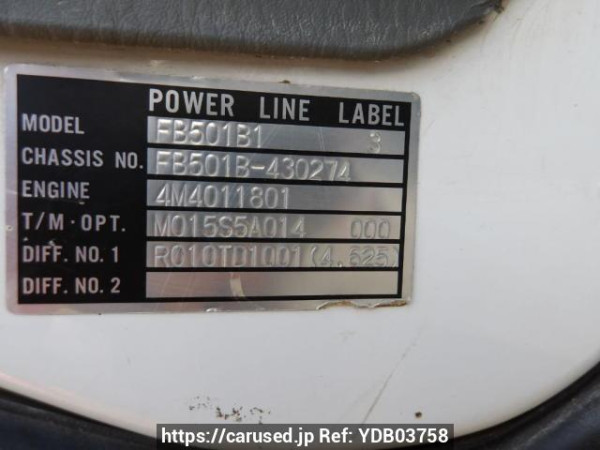 POWER LINE LABEL
MODEL FB501B1 3
CHASSIS NO. FB501B-430274
ENGINE 4M4011801
T/M·OPT. M015S5A014 000
DIFF. NO. 1 R010T01001(4.625)
DIFF. NO. 2
https://carused.jp Ref: YDB03758